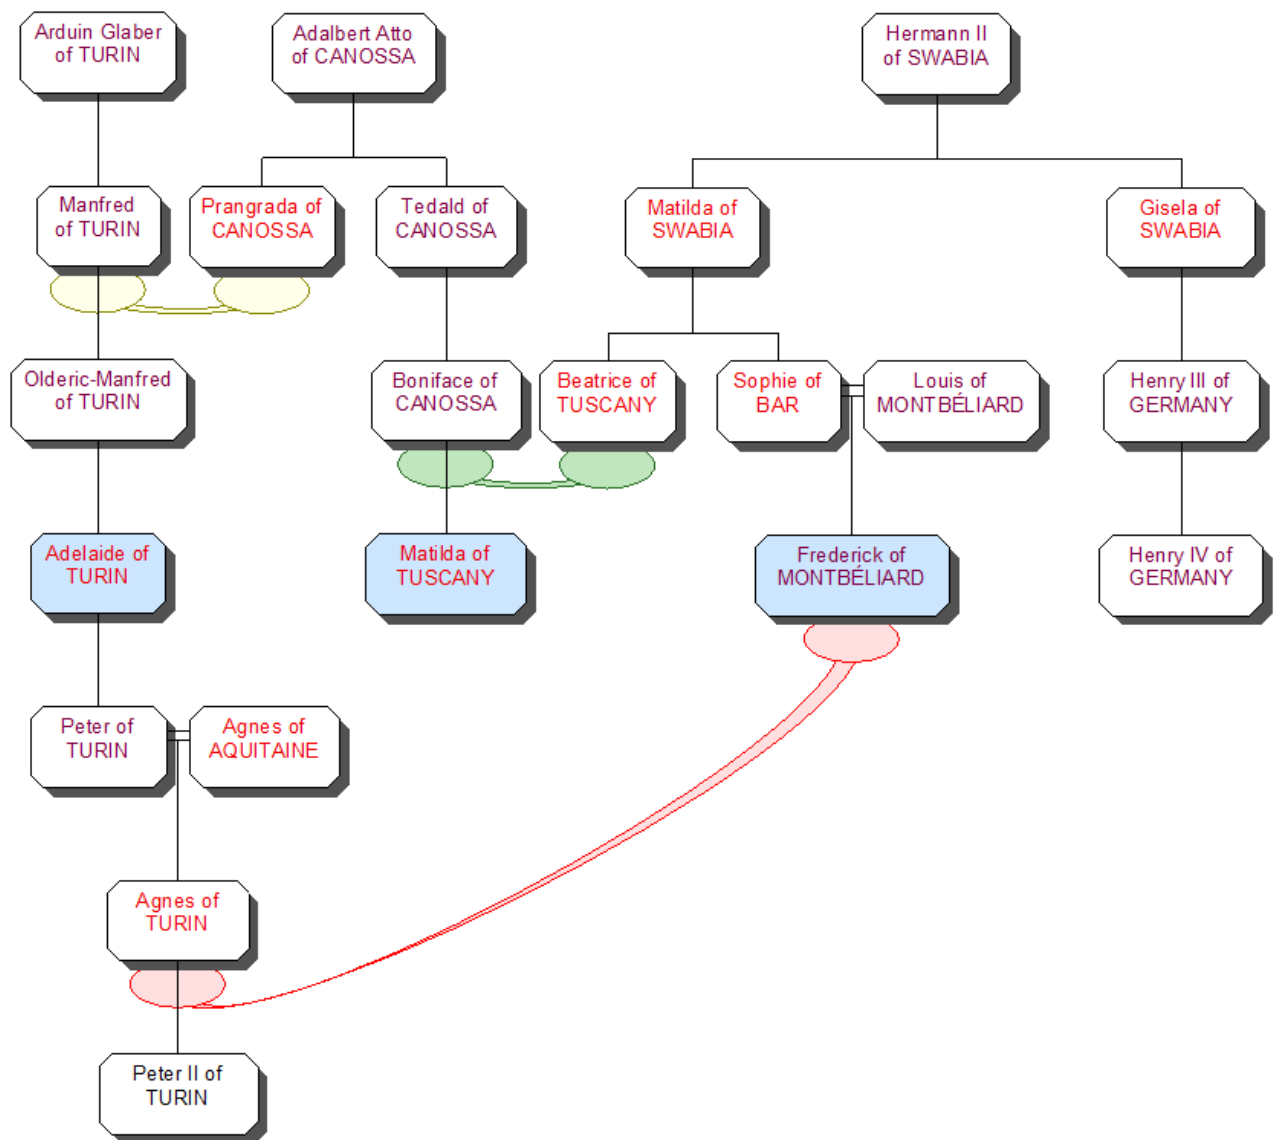 Arduin Glaber
of TURIN
Adalbert Atto
of CANOSSA
Hermann II
of SWABIA
Manfred
of TURIN
Prangrada of
CANOSSA
Tedald of
CANOSSA
Matilda of
SWABIA
Gisela of
SWABIA
Olderic-Manfred
of TURIN
Boniface of
CANOSSA
Beatrice of
TUSCANY
Sophie of
BAR
Louis of
MONTBÉLIARD
Henry III of
GERMANY
Adelaide of
TURIN
Matilda of
TUSCANY
Frederick of
MONTBÉLIARD
Henry IV of
GERMANY
Peter of
TURIN
Agnes of
AQUITAINE
Agnes of
TURIN
Peter II of
TURIN